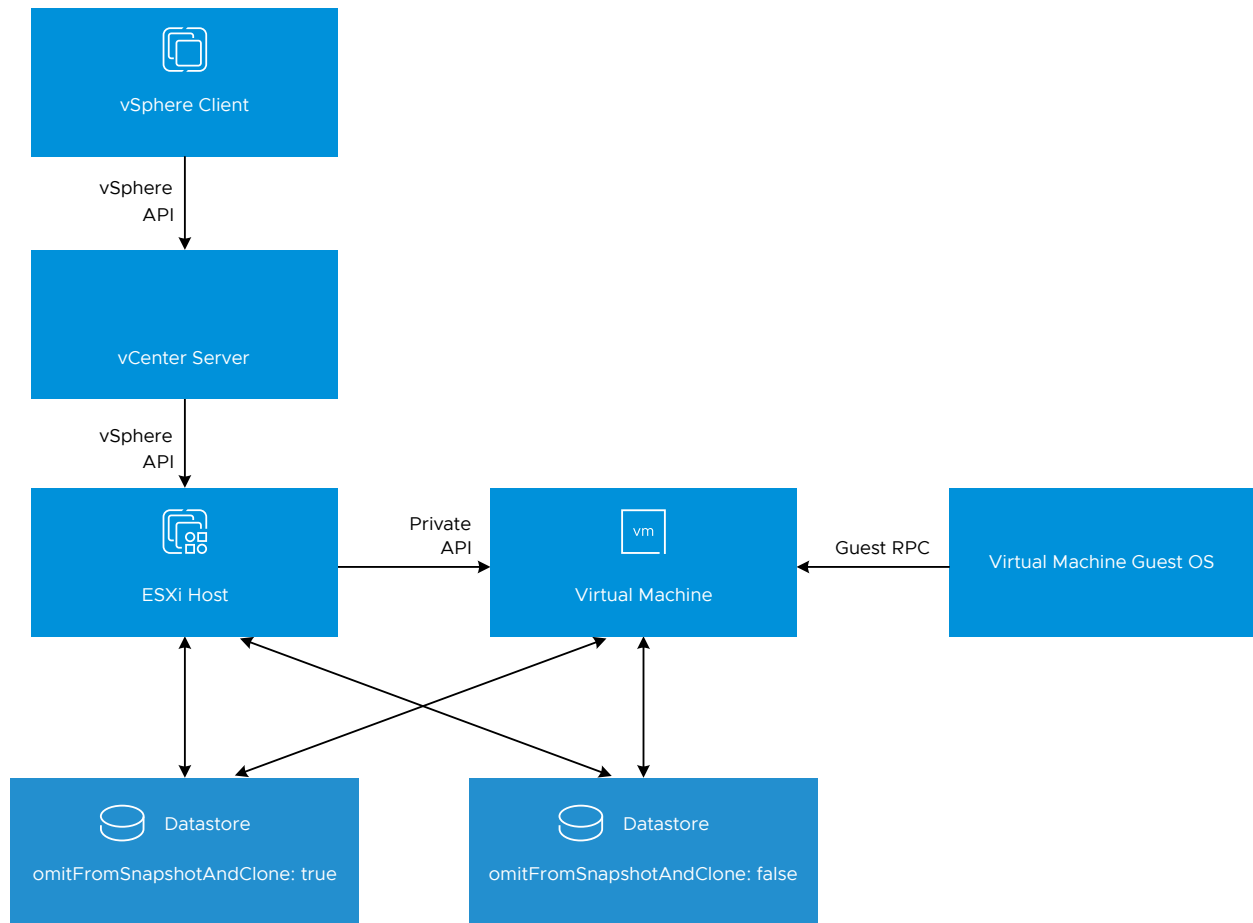 vSphere Client
vSphere
API
vCenter Server
vSphere
API
ESXi Host
Private
API
vm
Virtual Machine
Guest RPC
Virtual Machine Guest OS
Datastore
omitFromSnapshotAndClone: true
Datastore
omitFromSnapshotAndClone: false